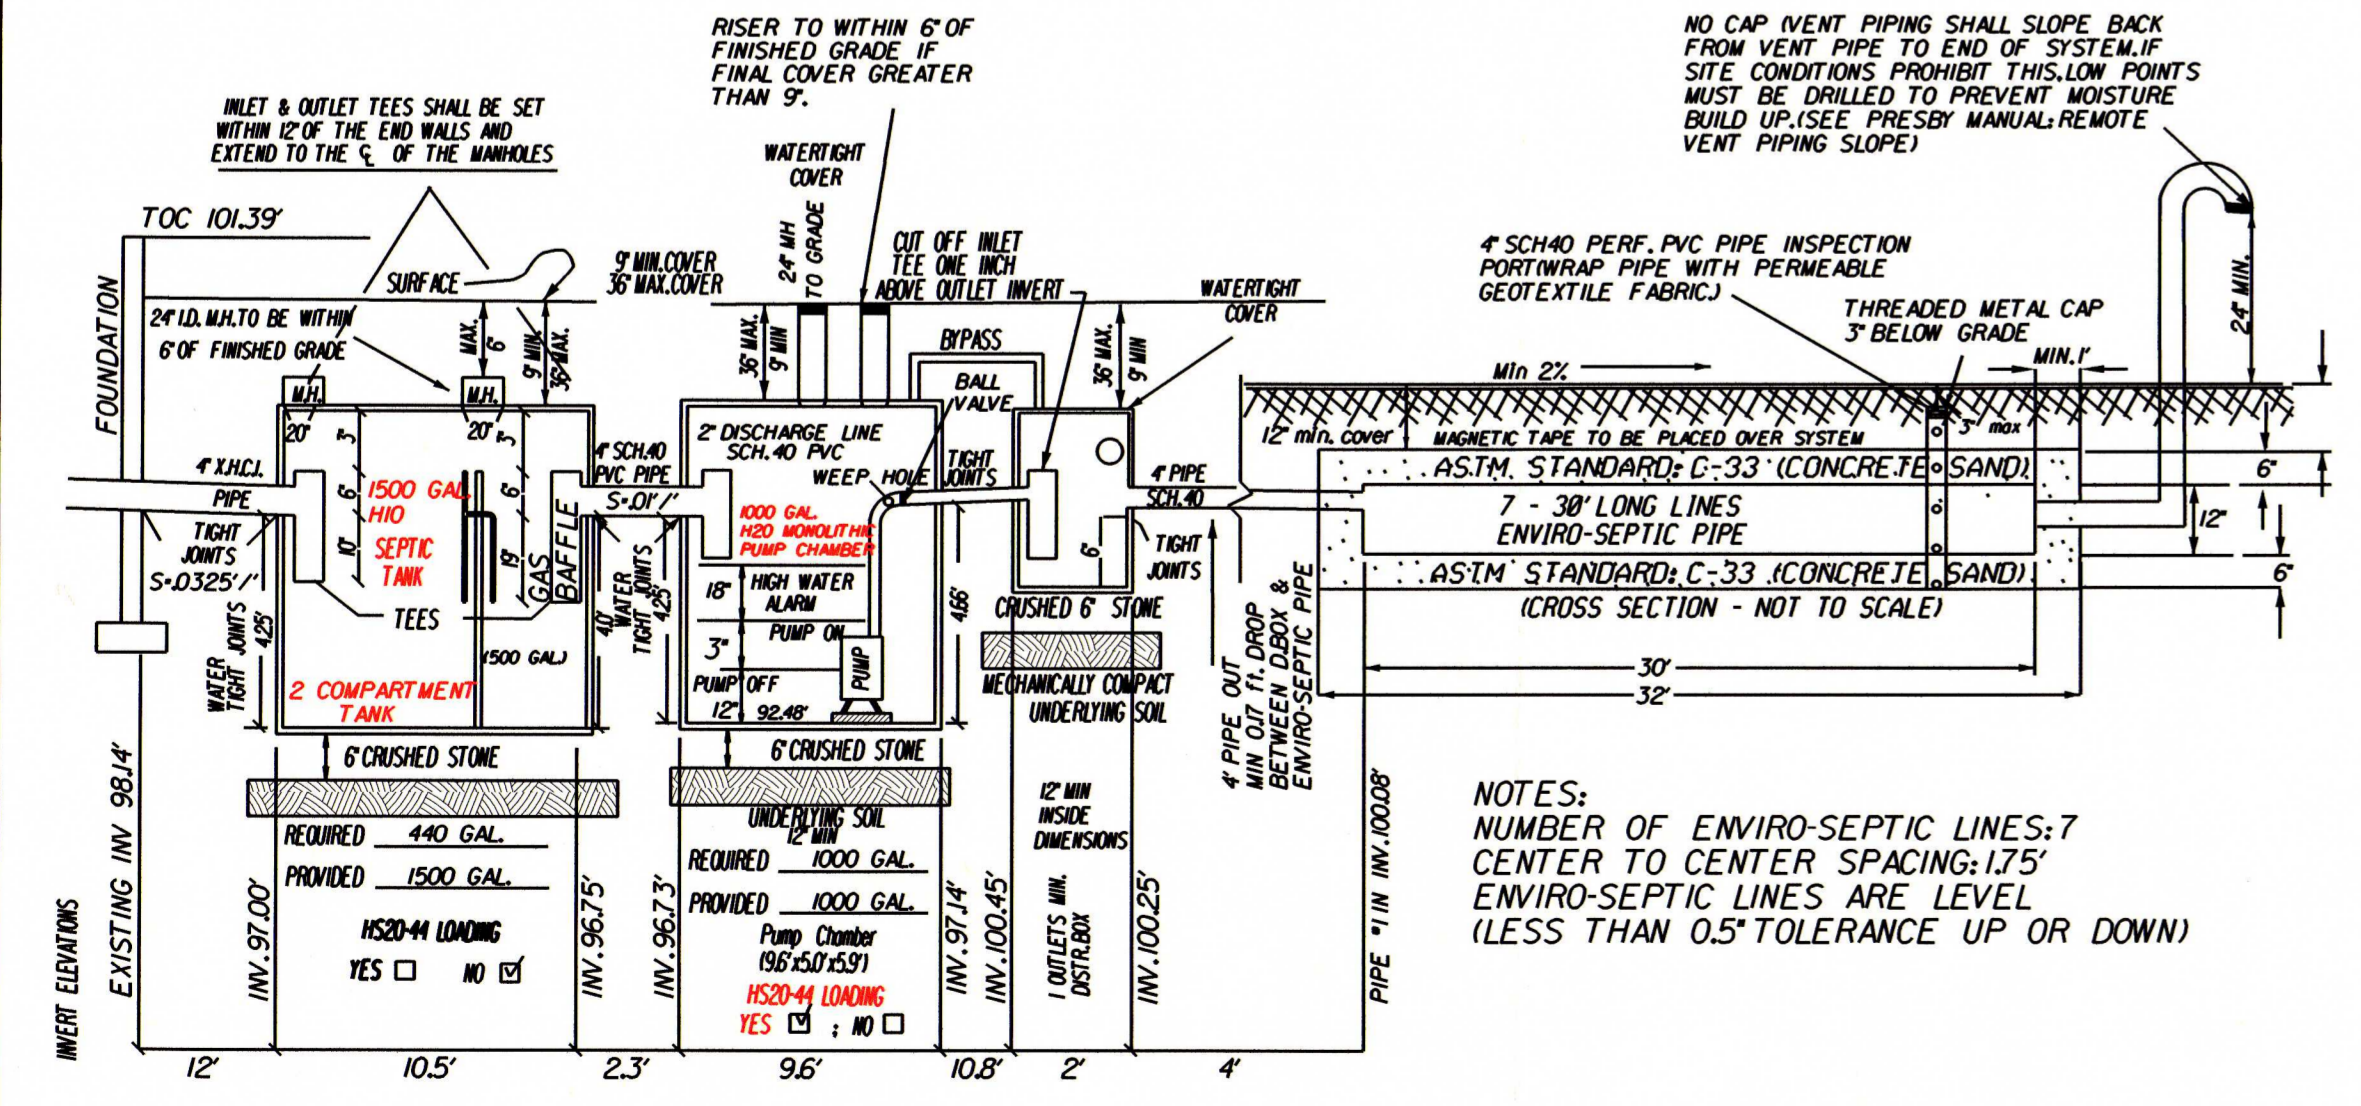 RISER TO WITHIN 6" OF
FINISHED GRADE IF
FINAL COVER GREATER
THAN 9".
NO CAP (VENT PIPING SHALL SLOPE BACK
FROM VENT PIPE TO END OF SYSTEM.IF
SITE CONDITIONS PROHIBIT THIS,LOW POINTS
MUST BE DRILLED TO PREVENT MOISTURE
BUILD UP.(SEE PRESBY MANUAL:REMOTE
VENT PIPING SLOPE)
INLET & OUTLET TEES SHALL BE SET
WITHIN 12" OF THE END WALLS AND
EXTEND TO THE ℄ OF THE MANHOLES
WATERTIGHT
COVER
24" MH
TO GRADE
TOC 101.39'
FOUNDATION
SURFACE
9" MIN.COVER
36" MAX.COVER
CUT OFF INLET
TEE ONE INCH
ABOVE OUTLET INVERT
WATERTIGHT
COVER
4" SCH40 PERF. PVC PIPE INSPECTION
PORT(WRAP PIPE WITH PERMEABLE
GEOTEXTILE FABRIC.)
THREADED METAL CAP
3" BELOW GRADE
24" MIN.
MIN.1'
24" I.D. M.H. TO BE WITHIN
6" OF FINISHED GRADE
MAX.
6"
9" MIN.
36" MAX.
36" MAX.
9" MIN
BYPASS
BALL
VALVE
36" MAX.
9" MIN
Min 2%
M.H.
M.H.
20"
3"
20"
3"
12" min. cover
MAGNETIC TAPE TO BE PLACED OVER SYSTEM
3" max
4" X.H.C.I.
PIPE
TIGHT
JOINTS
S=.0325'/'
6"
10"
1500 GAL
H10
SEPTIC
TANK
6"
19"
GAS
BAFFLE
4" SCH.40
PVC PIPE
S=.01'/'
2" DISCHARGE LINE
SCH.40 PVC
WEEP HOLE
TIGHT
JOINTS
1000 GAL.
H20 MONOLITHIC
PUMP CHAMBER
4" PIPE
SCH.40
6"
TIGHT
JOINTS
ASTM. STANDARD: C-33 (CONCRETE SAND)
7 - 30' LONG LINES
ENVIRO-SEPTIC PIPE
ASTM STANDARD: C-33 (CONCRETE SAND)
(CROSS SECTION - NOT TO SCALE)
6"
12"
6"
TEES
WATER
TIGHT JOINTS
4.25'
(500 GAL.)
2 COMPARTMENT
TANK
4.0'
WATER
TIGHT JOINTS
4.25'
18"
HIGH WATER
ALARM
3"
PUMP ON
PUMP OFF
12"
92.48'
PUMP
4.66'
CRUSHED 6" STONE
MECHANICALLY COMPACT
UNDERLYING SOIL
4' PIPE OUT
MIN 0.17 ft. DROP
BETWEEN D.BOX &
ENVIRO-SEPTIC PIPE
30'
32'
6" CRUSHED STONE
6" CRUSHED STONE
UNDERLYING SOIL
12" MIN
12" MIN
INSIDE
DIMENSIONS
REQUIRED 440 GAL.
PROVIDED 1500 GAL.
HS20-44 LOADING
YES NO
REQUIRED 1000 GAL.
PROVIDED 1000 GAL.
Pump Chamber
(9.6'x5.0'x5.9')
HS20-44 LOADING
YES ; NO
1 OUTLETS MIN.
DISTR.BOX
NOTES:
NUMBER OF ENVIRO-SEPTIC LINES:7
CENTER TO CENTER SPACING:1.75'
ENVIRO-SEPTIC LINES ARE LEVEL
(LESS THAN 0.5" TOLERANCE UP OR DOWN)
INVERT ELEVATIONS
EXISTING INV 98.14'
INV.97.00'
INV.96.75'
INV.96.73'
INV.97.14'
INV.100.45'
INV.100.25'
PIPE "1 IN INV.100.08'
12'
10.5'
2.3'
9.6'
10.8'
2'
4'